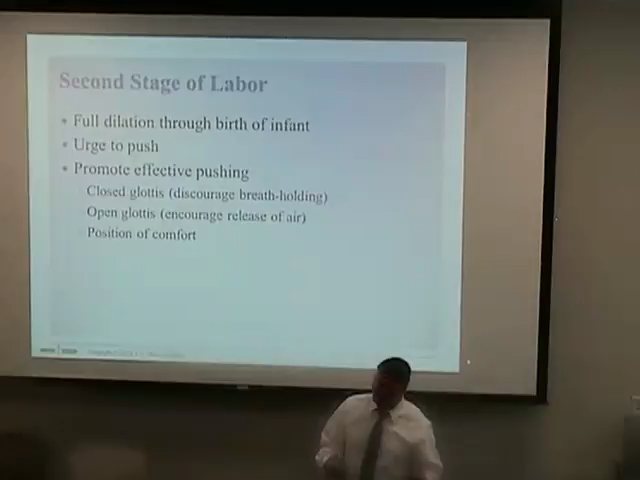 Second Stage of Labor
• Full dilation through birth of infant
• Urge to push
• Promote effective pushing
Closed glottis (discourage breath-holding)
Open glottis (encourage release of air)
Position of comfort